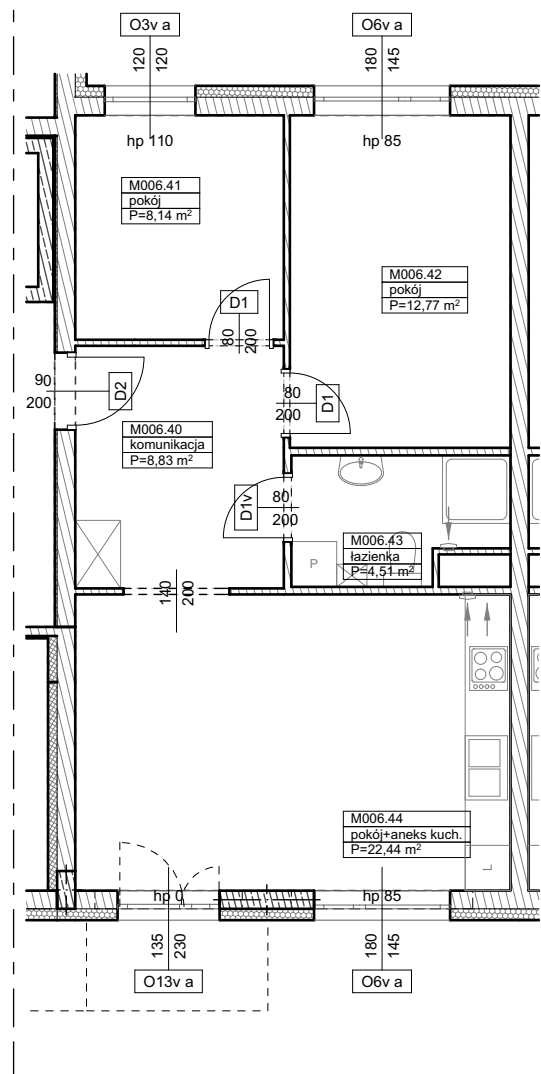 O3v a
O6v a
120
120
180
145
hp 110
hp 85
M006.41
pokój
P=8,14 m²
M006.42
pokój
P=12,77 m²
D1
80
200
90
200
D2
80
200
D1
M006.40
komunikacja
P=8,83 m²
D1v
80
200
M006.43
łazienka
P=4,51 m²
P
140
200
M006.44
pokój+aneks kuch.
P=22,44 m²
L
hp 0
hp 85
135
230
180
145
O13v a
O6v a